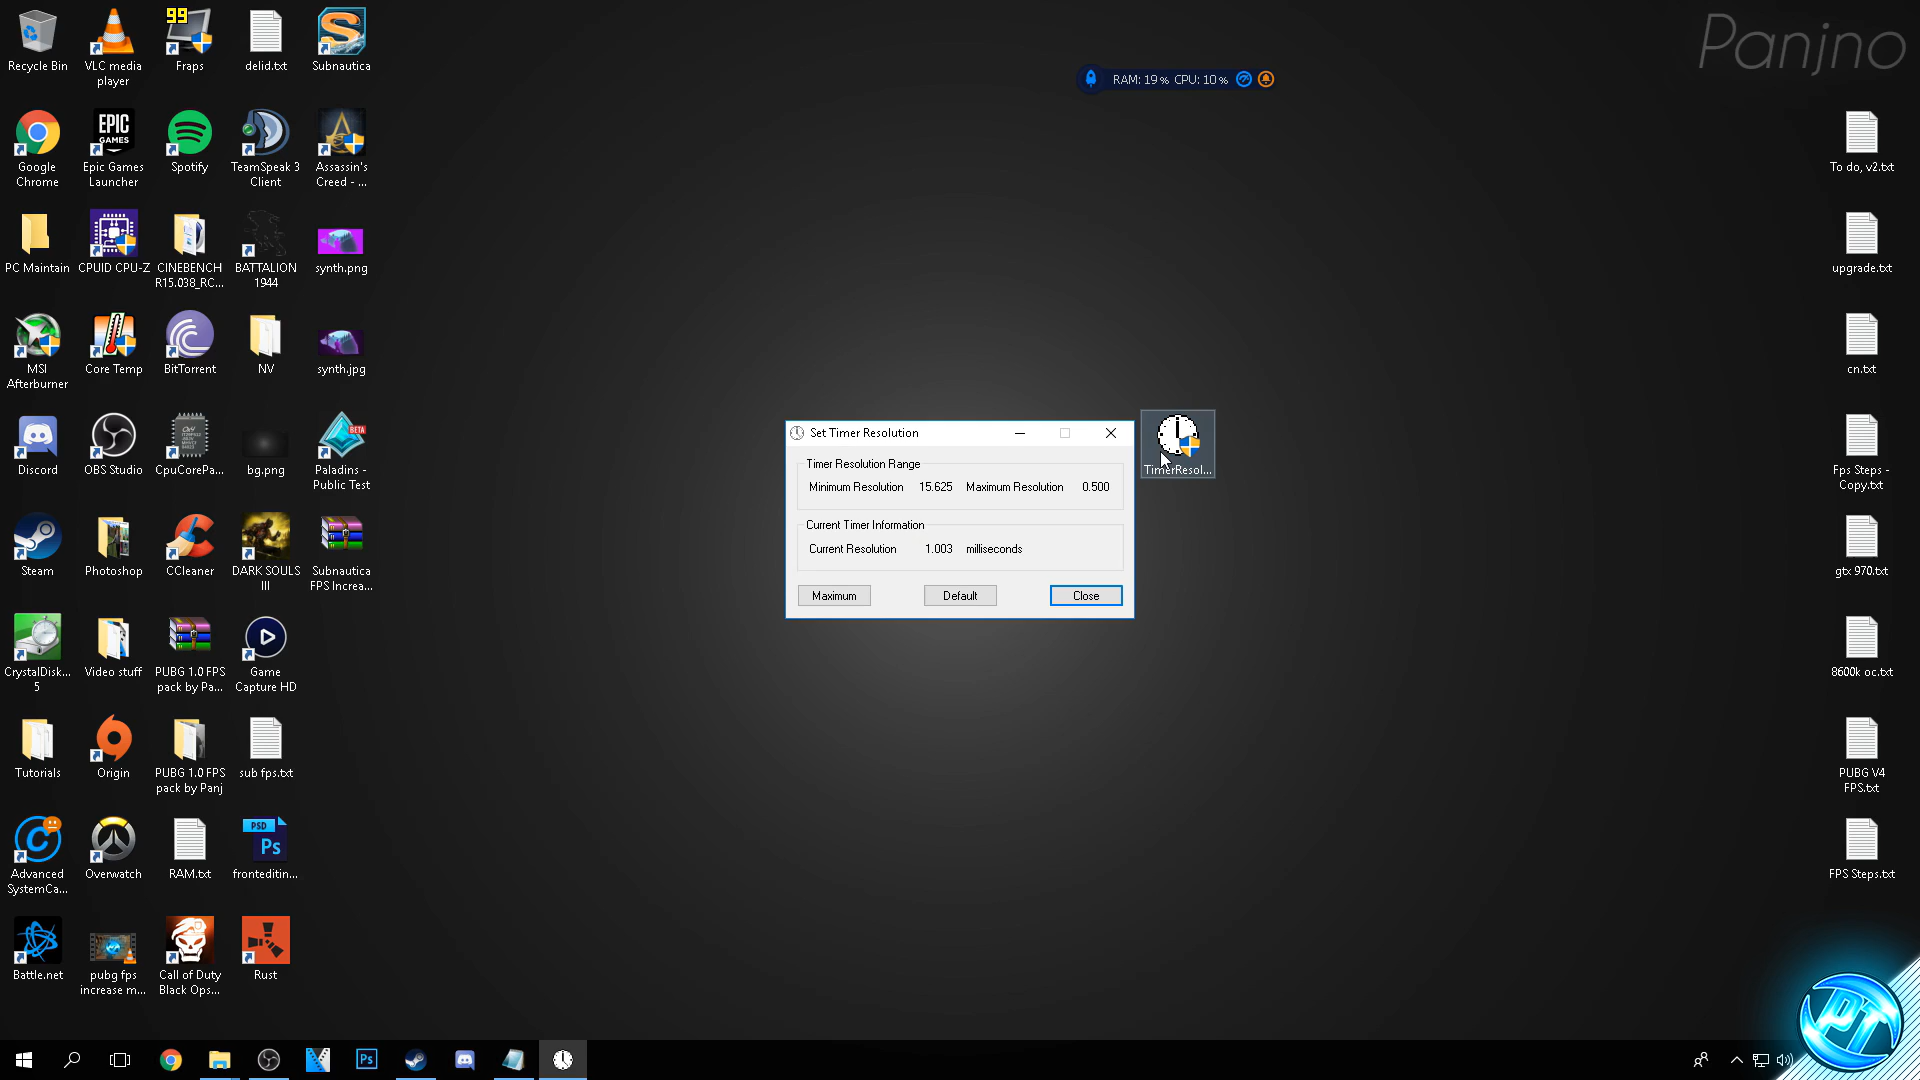 Panjno
RAM: 19 % CPU: 10 %
Recycle Bin
VLC media
player
99
Fraps
delid.txt
Subnautica
Google
Chrome
EPIC
GAMES
Epic Games
Launcher
Spotify
TeamSpeak 3
Client
Assassin's
Creed - ...
PC Maintain
CPUID CPU-Z
CINEBENCH
R15.038_RC...
BATTALION
1944
synth.png
MSI
Afterburner
Core Temp
BitTorrent
NV
synth.jpg
Discord
OBS Studio
CpuCorePa...
bg.png
BETA
Paladins -
Public Test
Steam
Photoshop
CCleaner
DARK SOULS
III
Subnautica
FPS Increa...
CrystalDisk...
5
Video stuff
PUBG 1.0 FPS
pack by Pa...
Game
Capture HD
Tutorials
Origin
PUBG 1.0 FPS
pack by Panj
sub fps.txt
Advanced
SystemCa...
Overwatch
RAM.txt
PSD
Ps
fronteditin...
Battle.net
pubg fps
increase m...
Call of Duty
Black Ops...
Rust
Set Timer Resolution
Timer Resolution Range
Minimum Resolution 15.625 Maximum Resolution 0.500
Current Timer Information
Current Resolution 1.003 milliseconds
Maximum Default Close
TimerResol...
To do, v2.txt
upgrade.txt
cn.txt
Fps Steps -
Copy.txt
gtx 970.txt
8600k oc.txt
PUBG V4
FPS.txt
FPS Steps.txt
Ps
PT